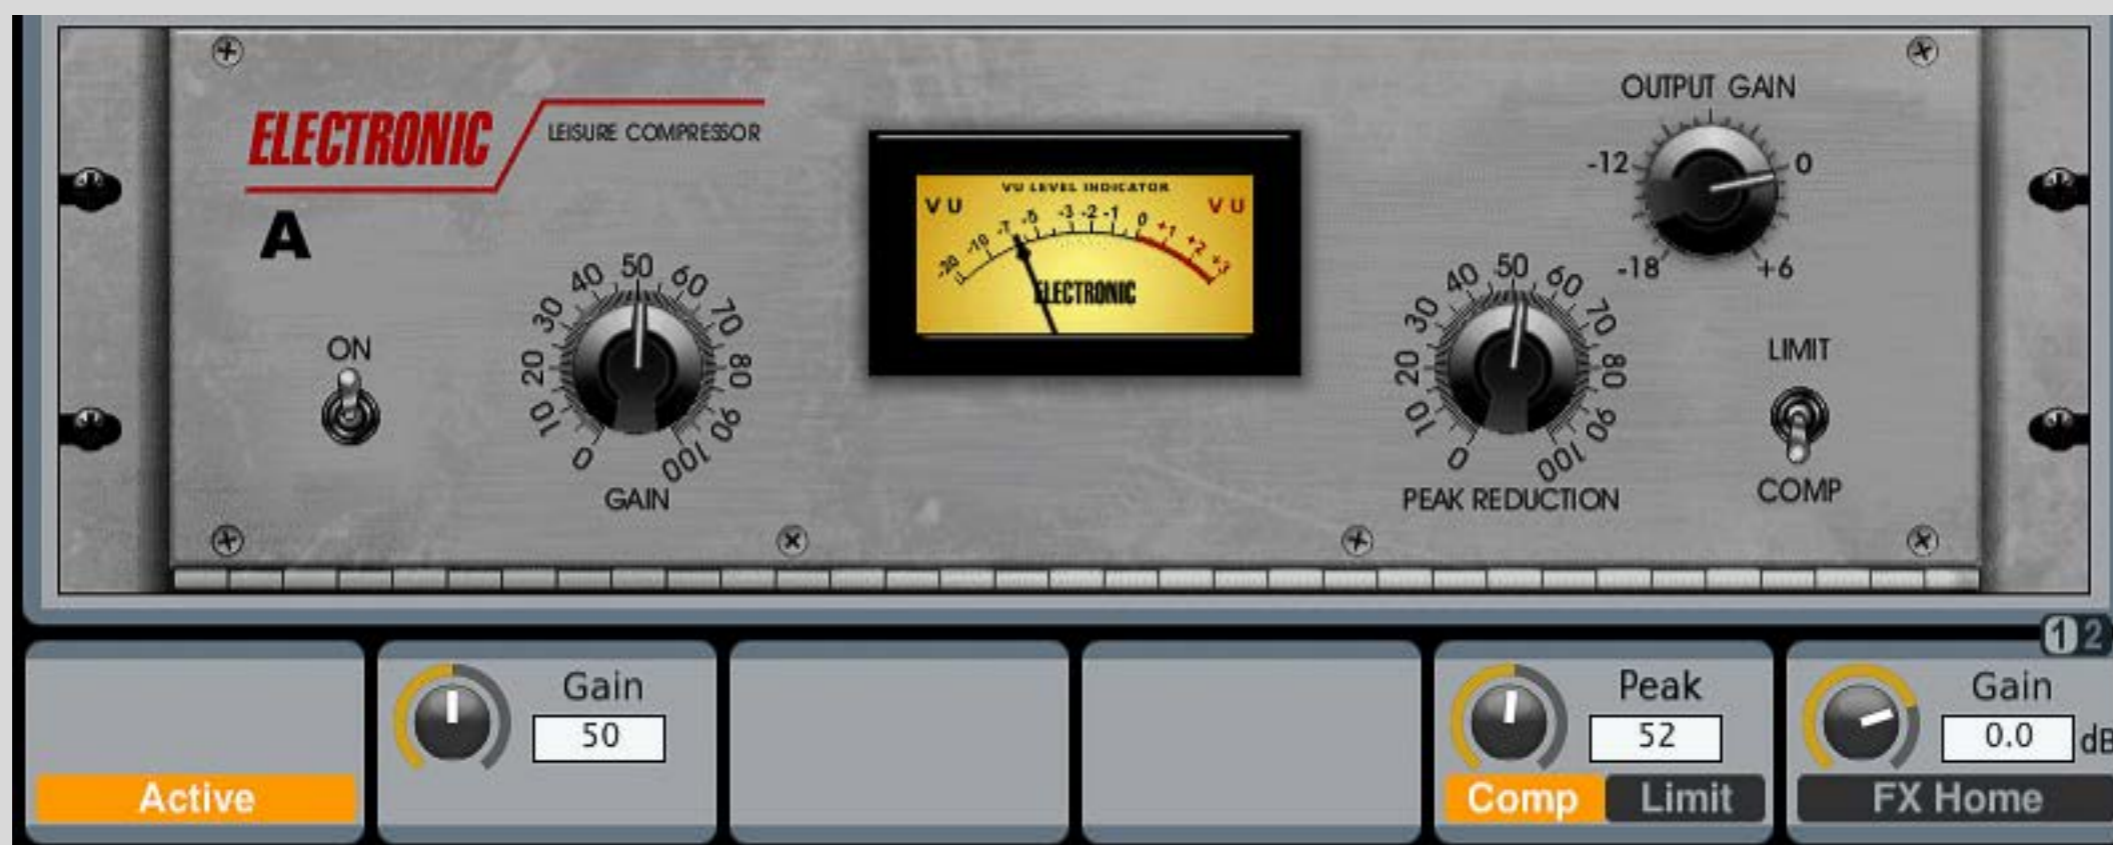 OUTPUT GAIN
ELECTRONIC
LEISURE COMPRESSOR
-12
0
-18
+6
A
VU LEVEL INDICATOR
VU VU
-20 -10 -7 -5 -3 -2 -1 0 +1 +2 +3
ELECTRONIC
ON
0 10 20 30 40 50 60 70 80 90 100
GAIN
0 10 20 30 40 50 60 70 80 90 100
PEAK REDUCTION
LIMIT
COMP
1 2
Active
Gain
50
Peak
52
Comp Limit
Gain
0.0 dB
FX Home